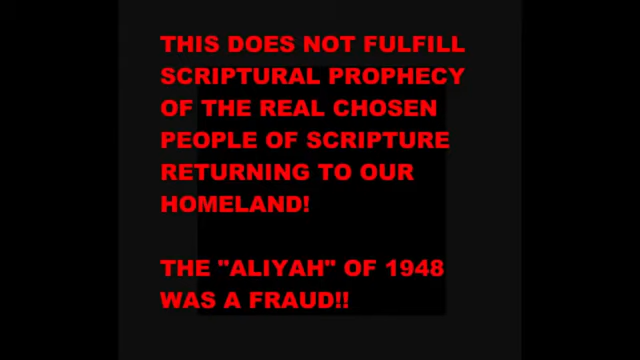 THIS DOES NOT FULFILL
SCRIPTURAL PROPHECY
OF THE REAL CHOSEN
PEOPLE OF SCRIPTURE
RETURNING TO OUR
HOMELAND!
THE "ALIYAH" OF 1948
WAS A FRAUD!!